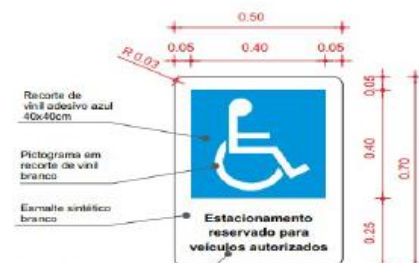 0.50
0.05 0.40 0.05
R 0.03
Recorte de
vinil adesivo azul
40x40cm
Pictograma em
recorte de vinil
branco
Esmalte sintético
branco
Estacionamento
reservado para
veículos autorizados
0.05
0.40
0.70
0.25